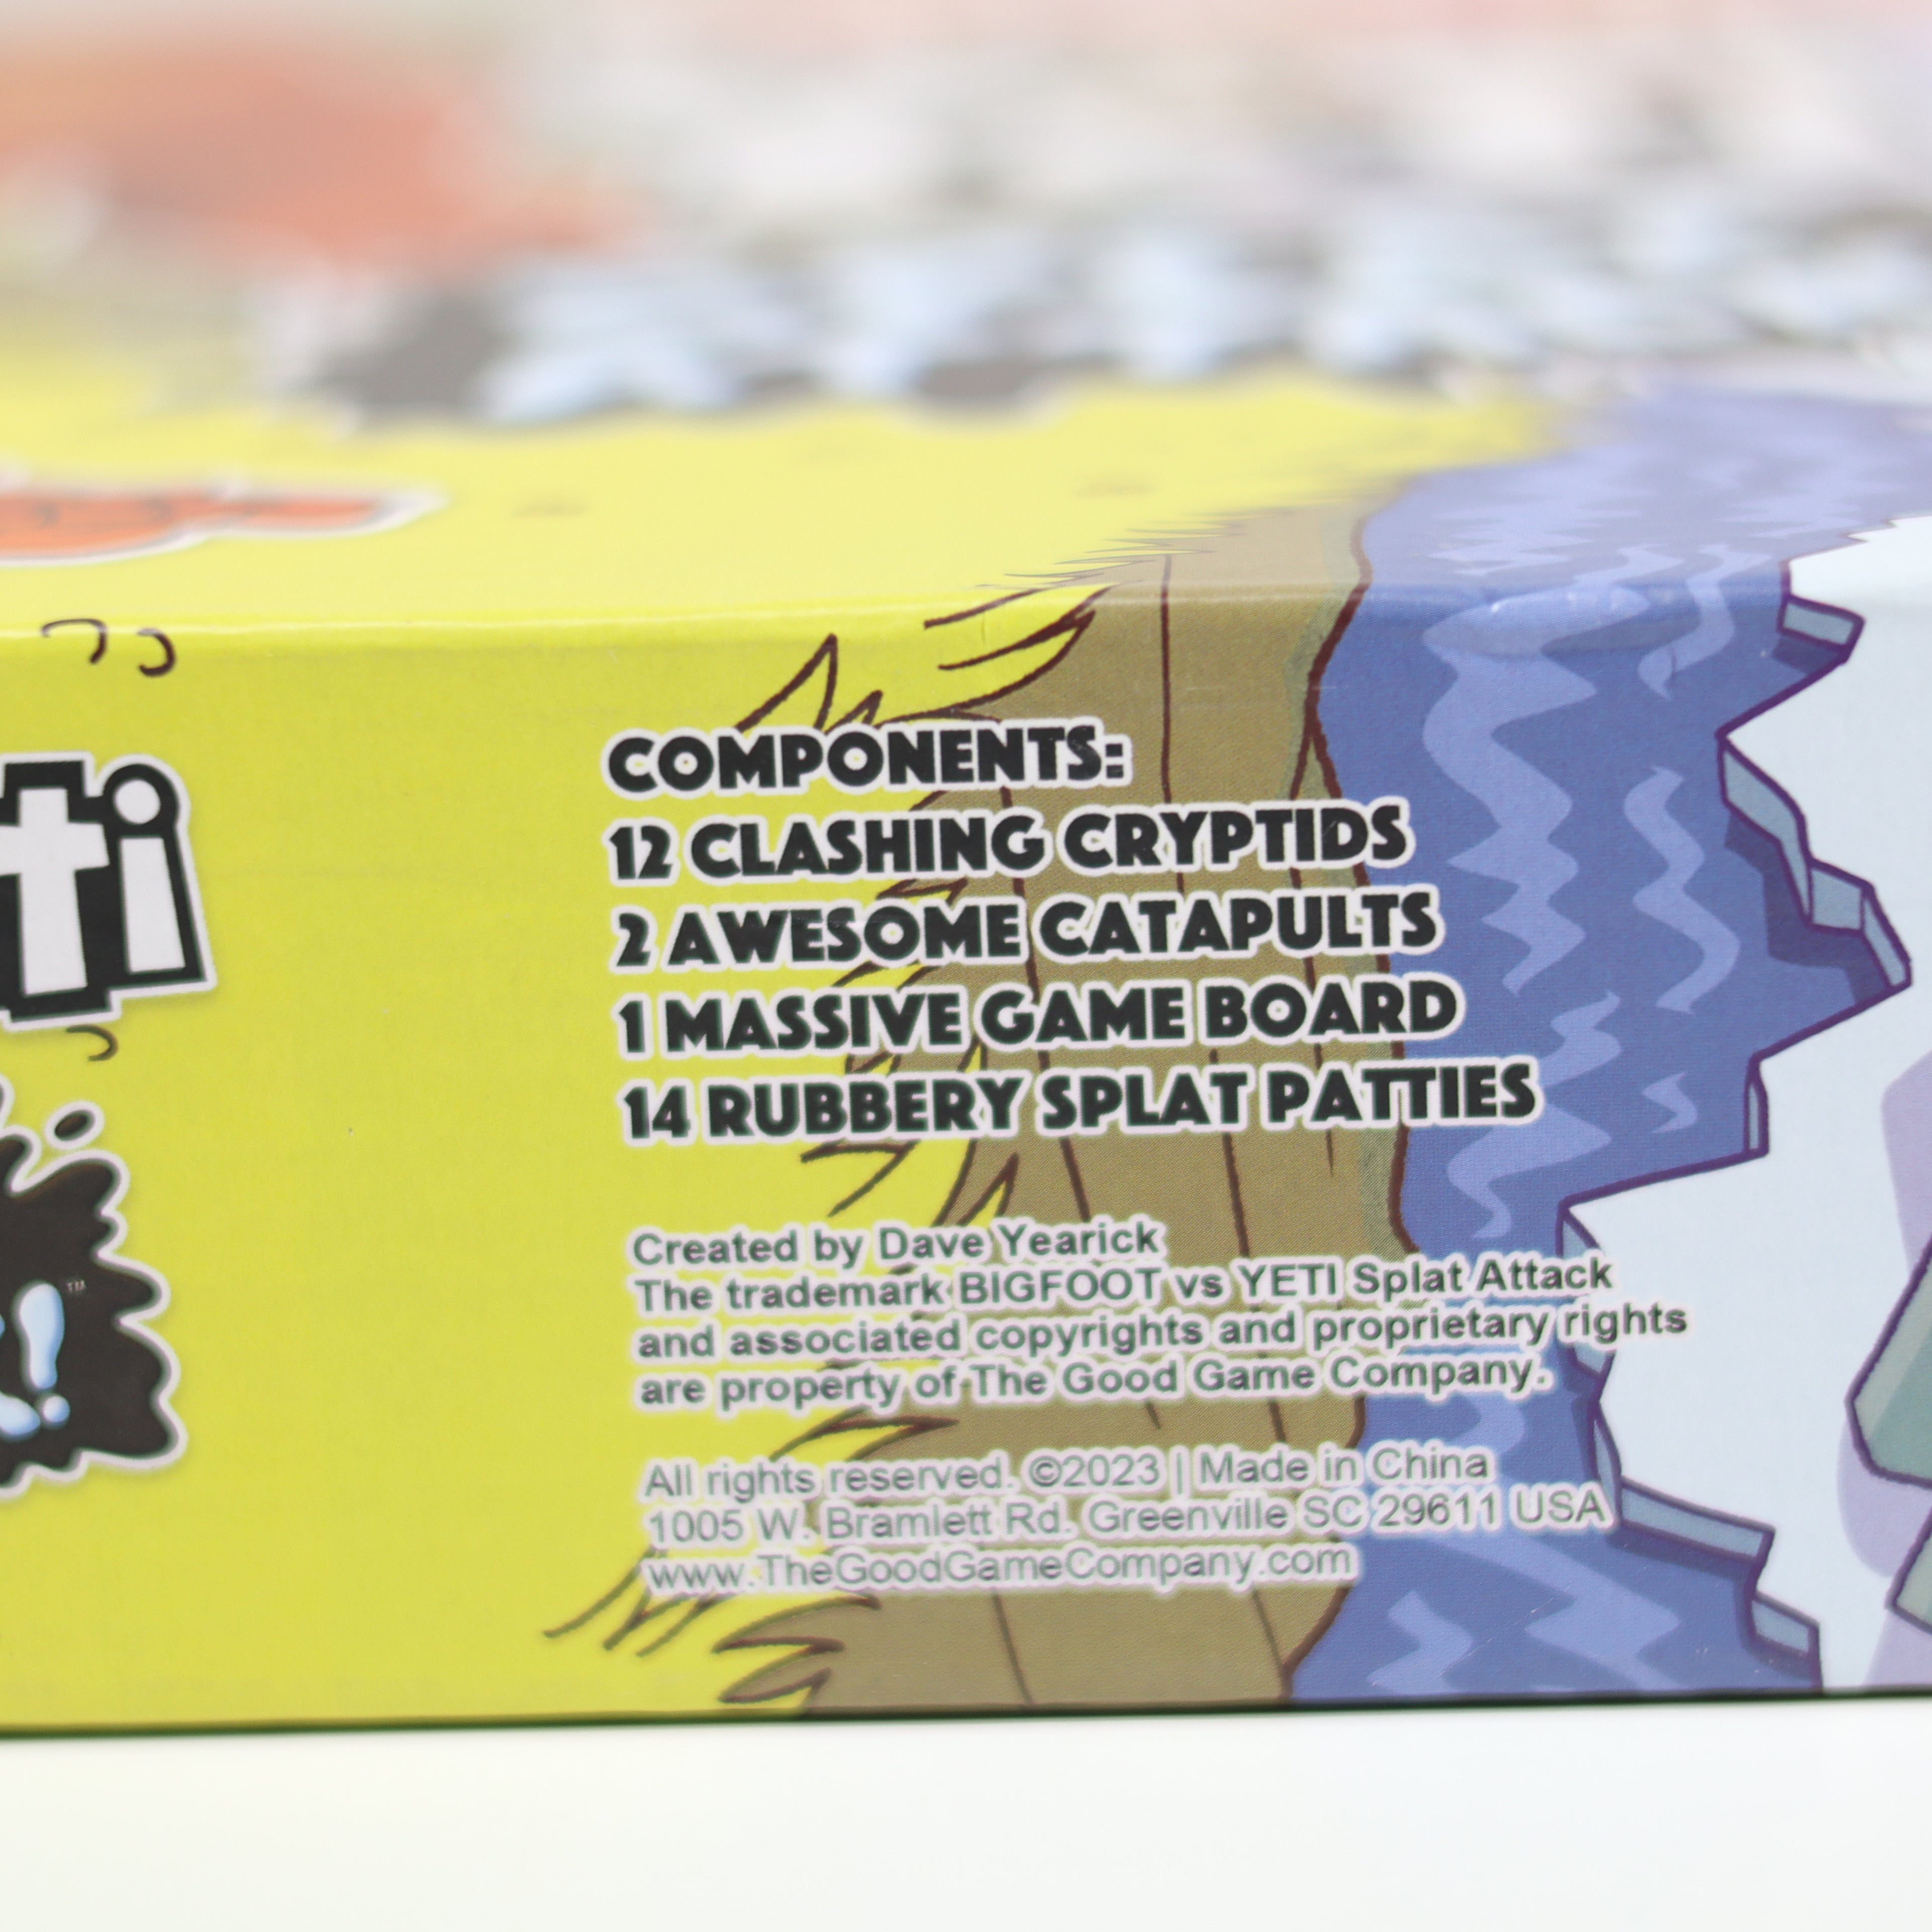 ti
!™
COMPONENTS:
12 CLASHING CRYPTIDS
2 AWESOME CATAPULTS
1 MASSIVE GAME BOARD
14 RUBBERY SPLAT PATTIES
Created by Dave Yearick
The trademark BIGFOOT vs YETI Splat Attack
and associated copyrights and proprietary rights
are property of The Good Game Company.
All rights reserved. ©2023 | Made in China
1005 W. Bramlett Rd. Greenville SC 29611 USA
www.TheGoodGameCompany.com